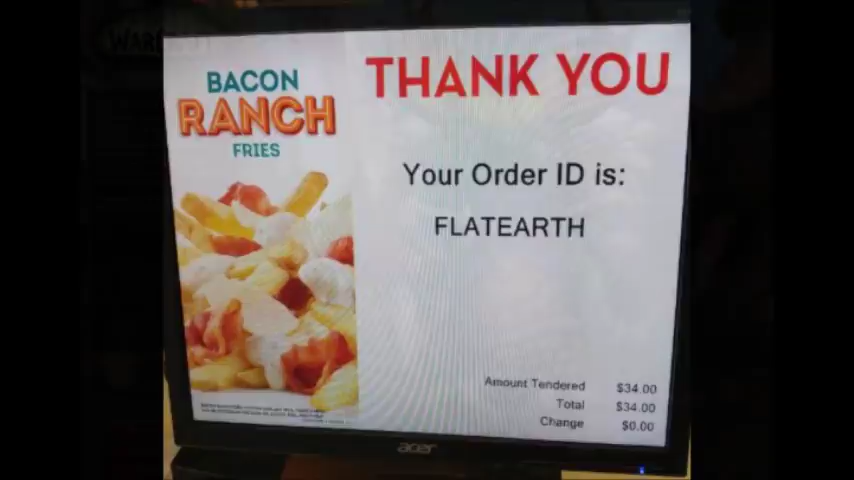 BACON
RANCH
FRIES
THANK YOU
Your Order ID is:
FLATEARTH
Amount Tendered $34.00
Total $34.00
Change $0.00
acer